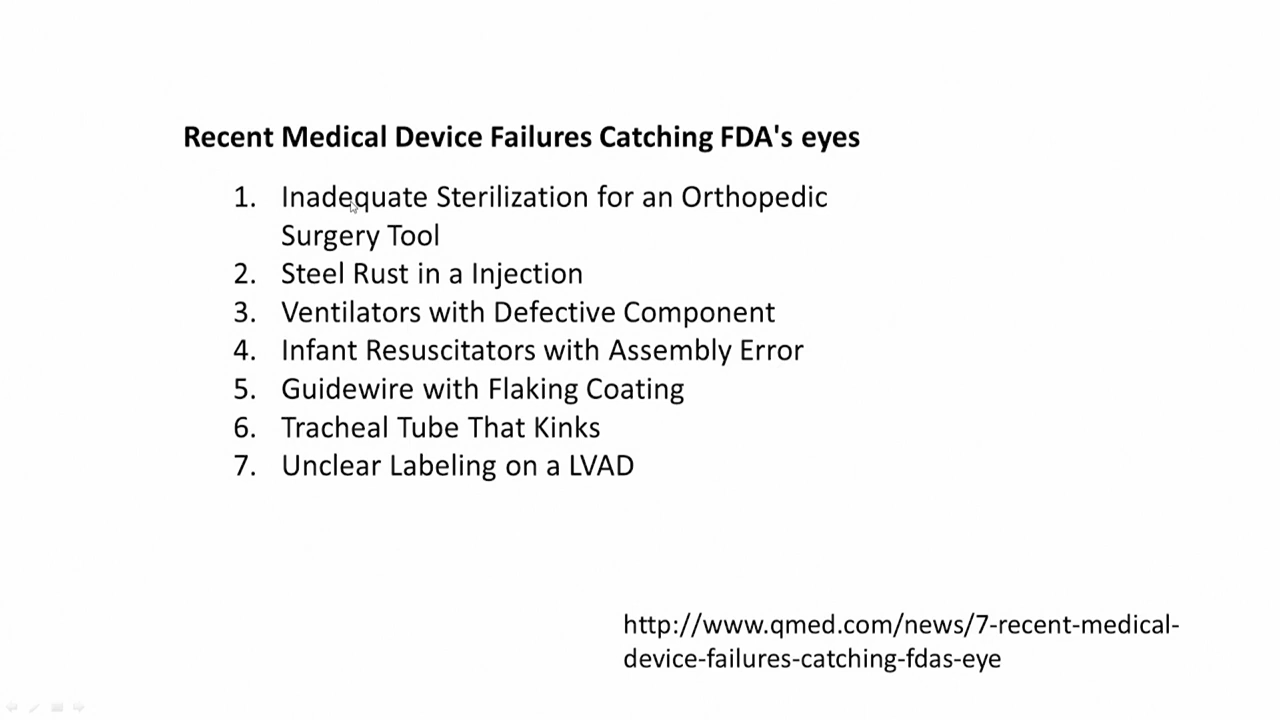 Recent Medical Device Failures Catching FDA's eyes
1. Inadequate Sterilization for an Orthopedic
Surgery Tool
2. Steel Rust in a Injection
3. Ventilators with Defective Component
4. Infant Resuscitators with Assembly Error
5. Guidewire with Flaking Coating
6. Tracheal Tube That Kinks
7. Unclear Labeling on a LVAD
http://www.qmed.com/news/7-recent-medical-
device-failures-catching-fdas-eye